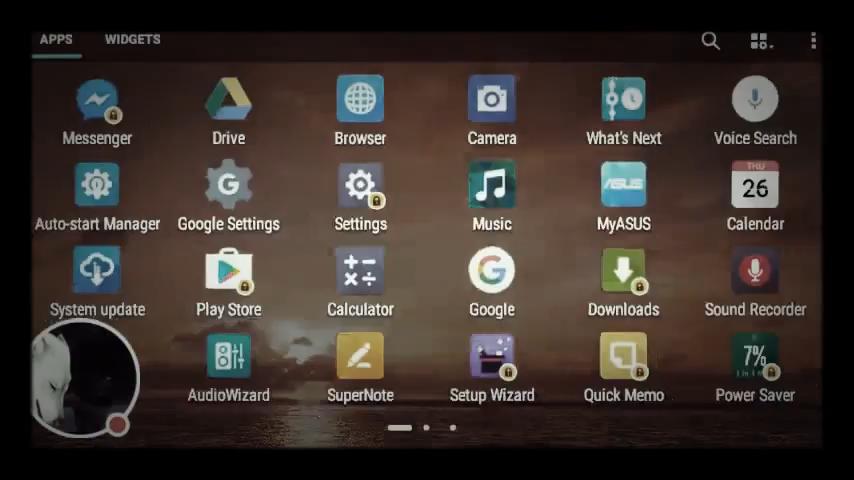 APPS WIDGETS
Messenger Drive Browser Camera What's Next Voice Search
THU
ASUS 26
G
Auto-start Manager Google Settings Settings Music MyASUS Calendar
G
System update Play Store Calculator Google Downloads Sound Recorder
7%
AudioWizard SuperNote Setup Wizard Quick Memo Power Saver